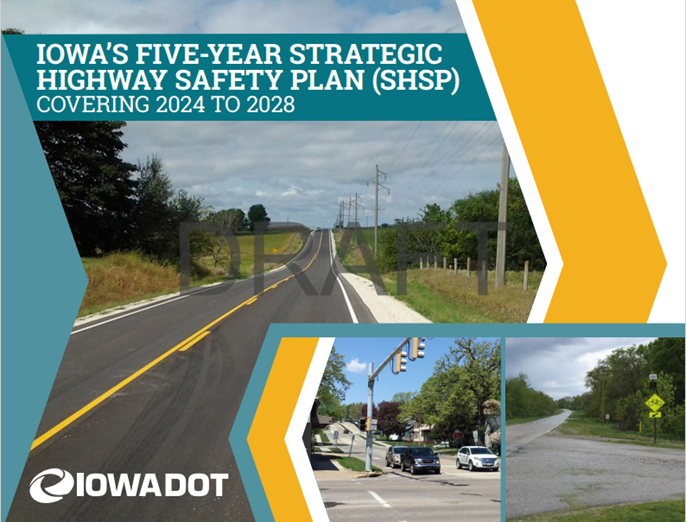 IOWA'S FIVE-YEAR STRATEGIC
HIGHWAY SAFETY PLAN (SHSP)
COVERING 2024 TO 2028
DRAFT
IOWADOT